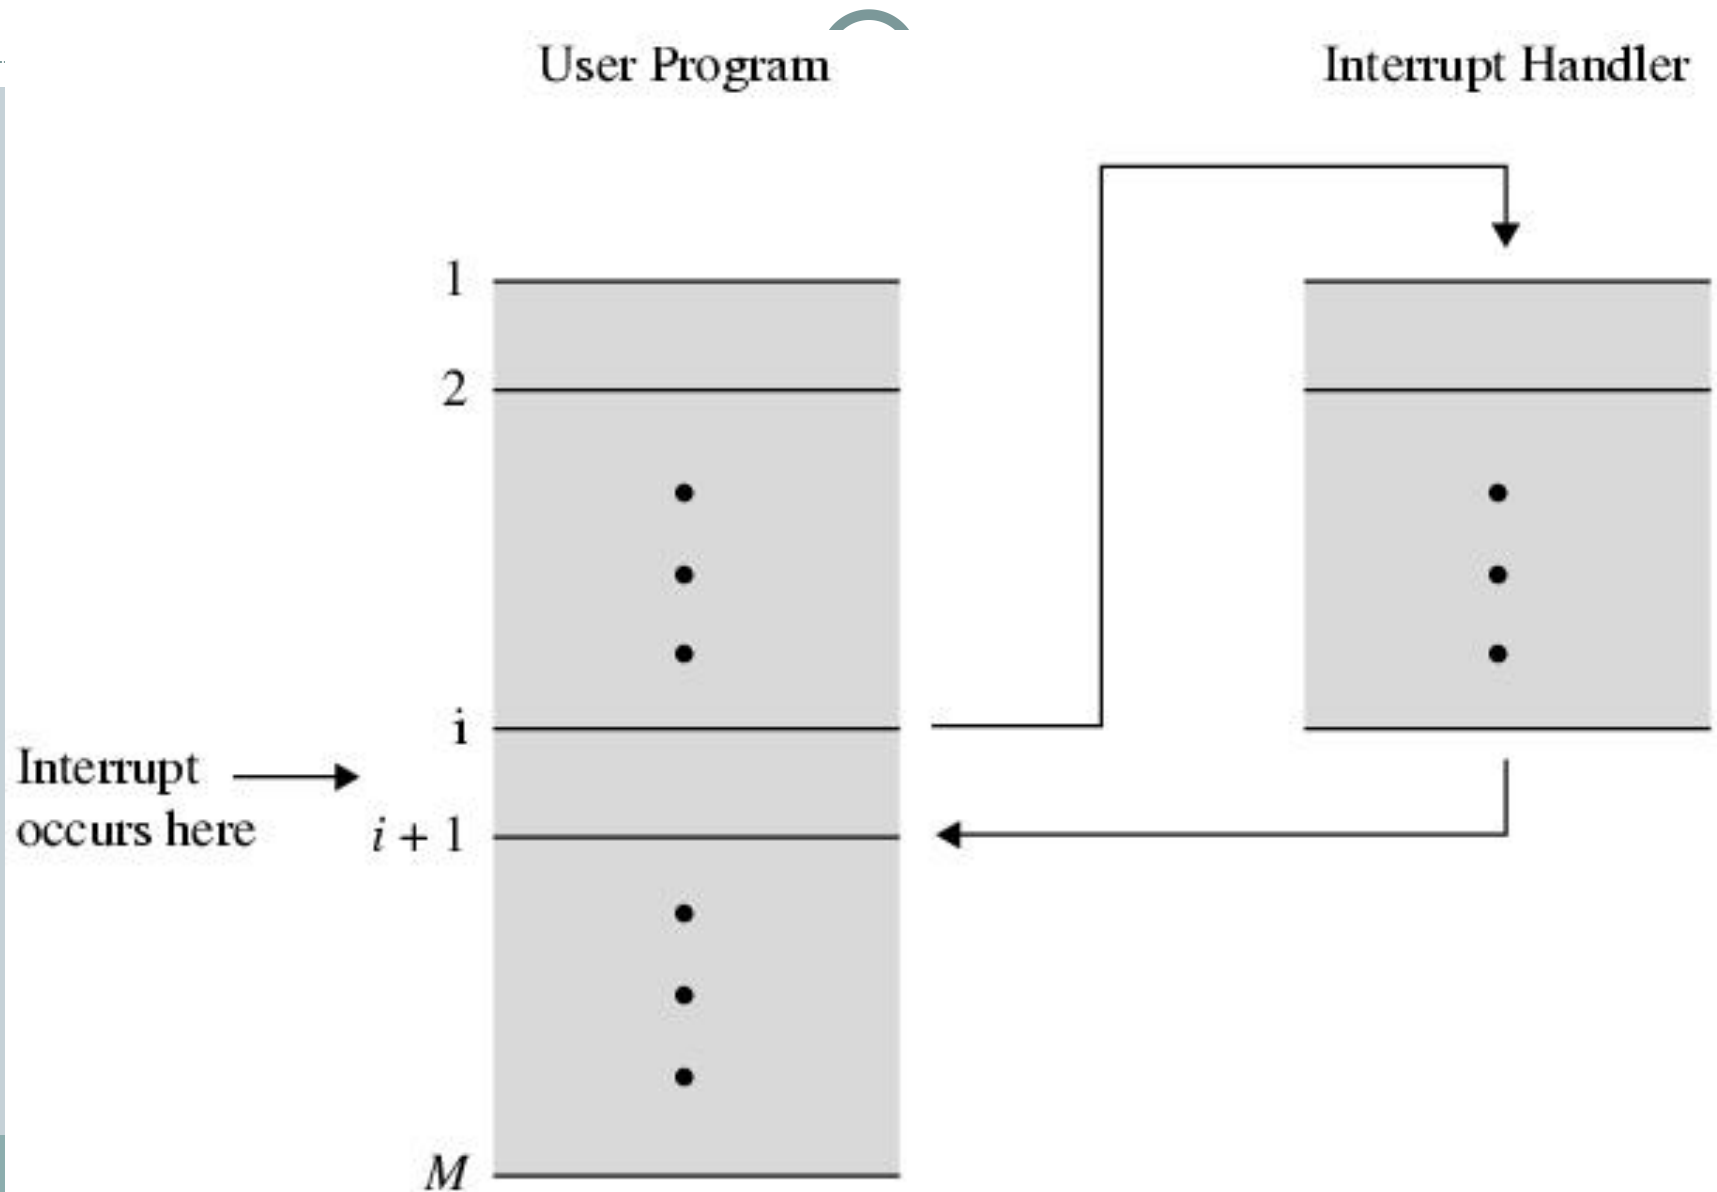 User Program
Interrupt Handler
1
2
i
Interrupt
occurs here
i + 1
M